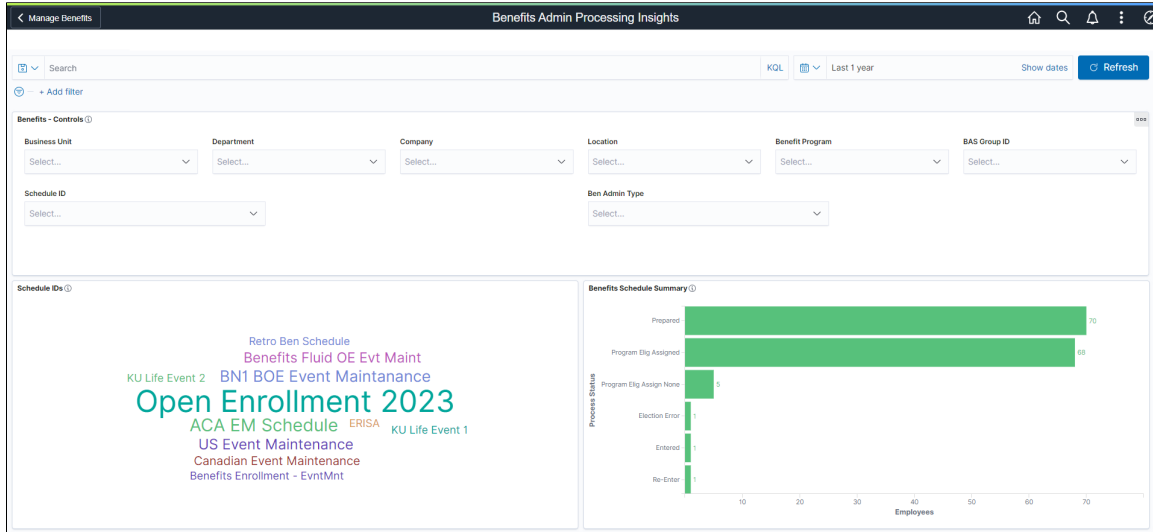 Manage Benefits
Benefits Admin Processing Insights
Search
KQL
Last 1 year
Show dates
Refresh
+ Add filter
Benefits - Controls
Business Unit
Department
Company
Location
Benefit Program
BAS Group ID
Select...
Select...
Select...
Select...
Select...
Select...
Schedule ID
Ben Admin Type
Select...
Select...
Schedule IDs
Retro Ben Schedule
Benefits Fluid OE Evt Maint
KU Life Event 2
BN1 BOE Event Maintanance
Open Enrollment 2023
ACA EM Schedule
ERISA
KU Life Event 1
US Event Maintenance
Canadian Event Maintenance
Benefits Enrollment - EvntMnt
Benefits Schedule Summary
Process Status
Prepared
70
Program Elig Assigned
68
Program Elig Assign None
5
Election Error
1
Entered
1
Re-Enter
1
10 20 30 40 50 60 70
Employees